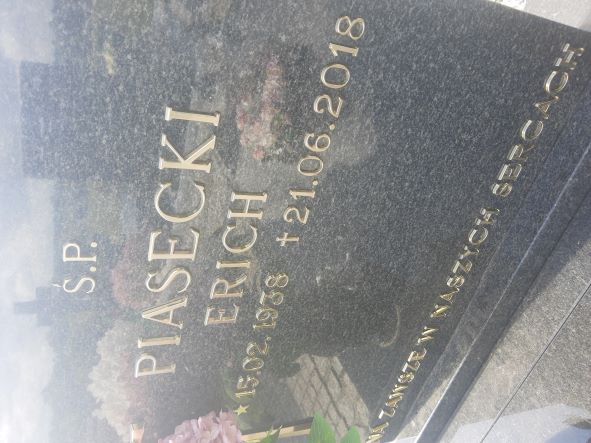 Ś.P.
PIASECKI
ERICH
*15.02.1938 †21.06.2018
NA ZAWSZE W NASZYCH SERCACH